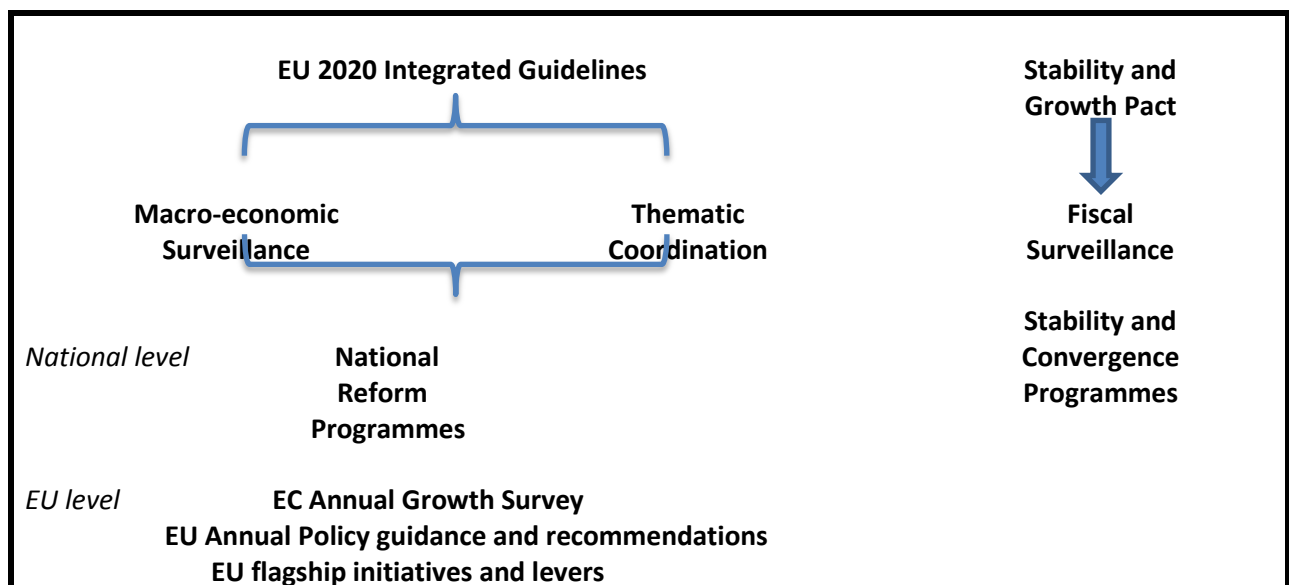 EU 2020 Integrated Guidelines
Stability and
Growth Pact
Macro-economic
Surveillance
Thematic
Coordination
Fiscal
Surveillance
Stability and
Convergence
Programmes
National level
National
Reform
Programmes
EU level
EC Annual Growth Survey
EU Annual Policy guidance and recommendations
EU flagship initiatives and levers